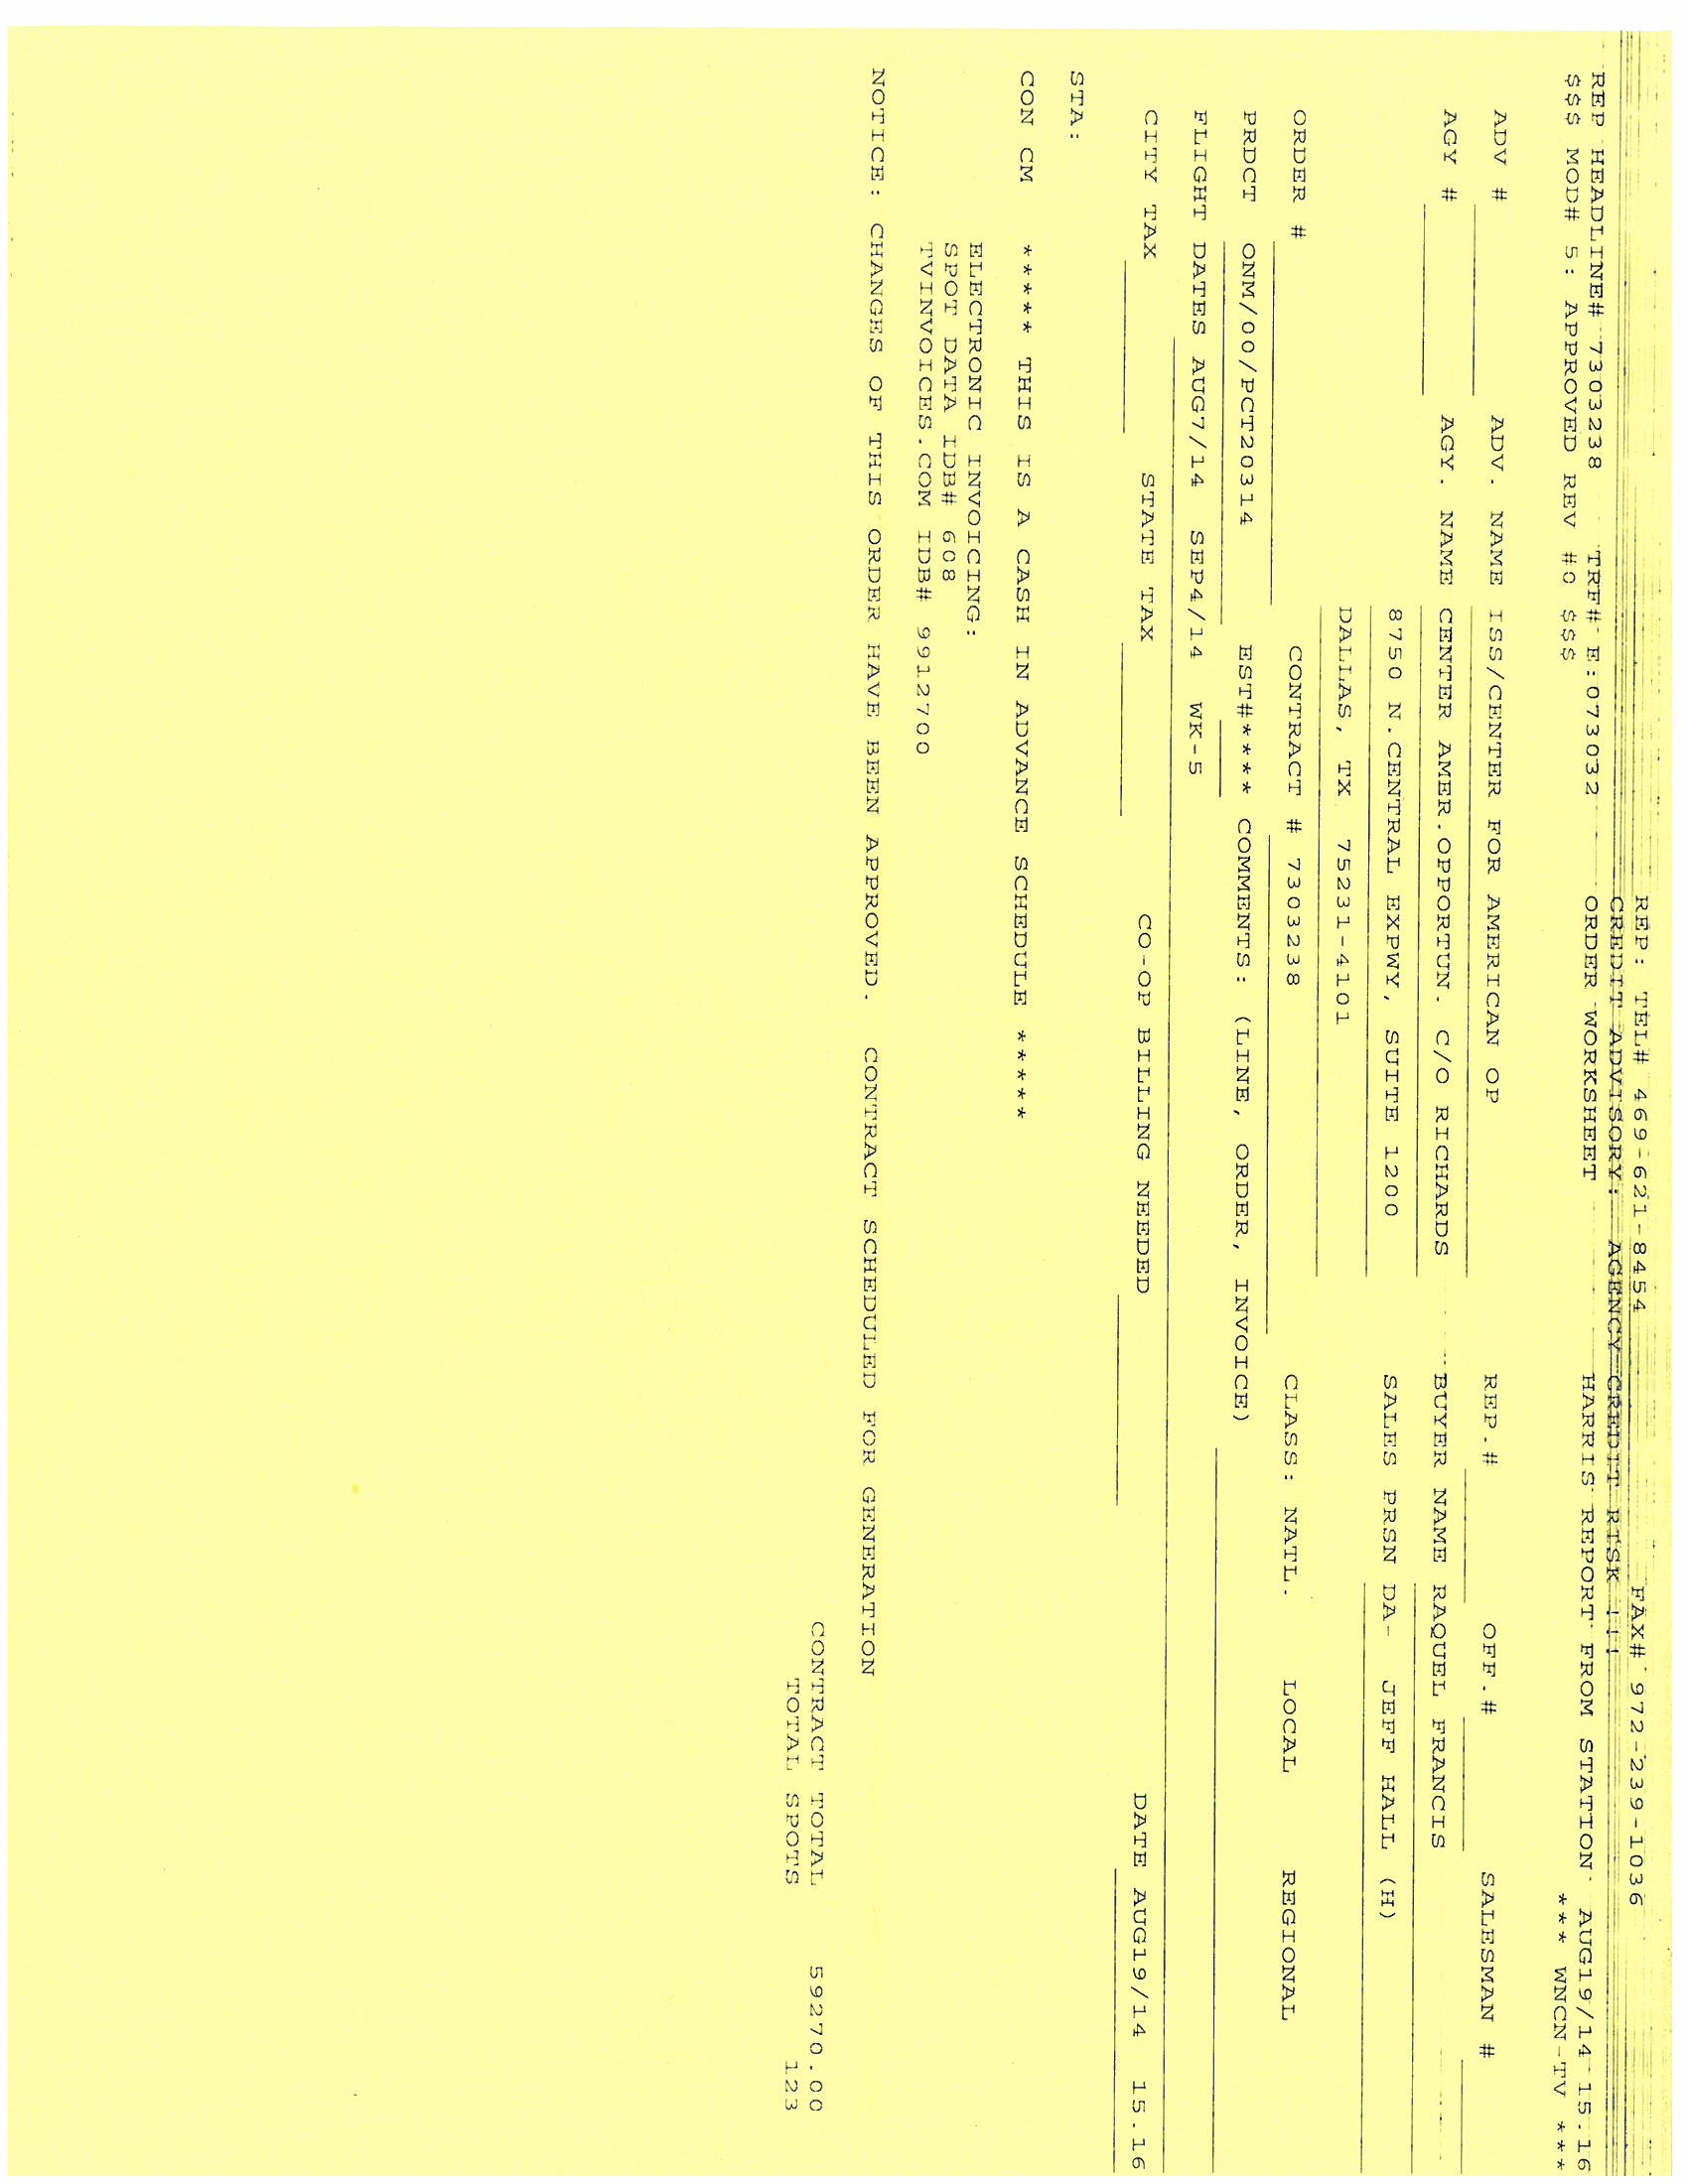 REP: TEL# 469-621-8454 FAX# 972-239-1036
CREDIT ADVISORY: AGENCY CREDIT RISK !!!
REP HEADLINE# 7303238 TRF# E:073032 ORDER WORKSHEET HARRIS REPORT FROM STATION AUG19/14 15.16
$$$ MOD# 5: APPROVED REV #0 $$$ *** WNCN-TV ***
ADV # ADV. NAME ISS/CENTER FOR AMERICAN OP REP.# OFF.# SALESMAN #
AGY # AGY. NAME CENTER AMER.OPPORTUN. C/O RICHARDS BUYER NAME RAQUEL FRANCIS
8750 N.CENTRAL EXPWY, SUITE 1200 SALES PRSN DA- JEFF HALL (H)
DALLAS, TX 75231-4101
ORDER # CONTRACT # 7303238 CLASS: NATL. LOCAL REGIONAL
PRDCT ONM/00/PCT20314 EST#**** COMMENTS: (LINE, ORDER, INVOICE)
FLIGHT DATES AUG7/14 SEP4/14 WK-5
CITY TAX STATE TAX CO-OP BILLING NEEDED DATE AUG19/14 15.16
STA:
CON CM ***** THIS IS A CASH IN ADVANCE SCHEDULE *****
ELECTRONIC INVOICING:
SPOT DATA IDB# 608
TVINVOICES.COM IDB# 9912700
NOTICE: CHANGES OF THIS ORDER HAVE BEEN APPROVED. CONTRACT SCHEDULED FOR GENERATION
CONTRACT TOTAL 59270.00
TOTAL SPOTS 123